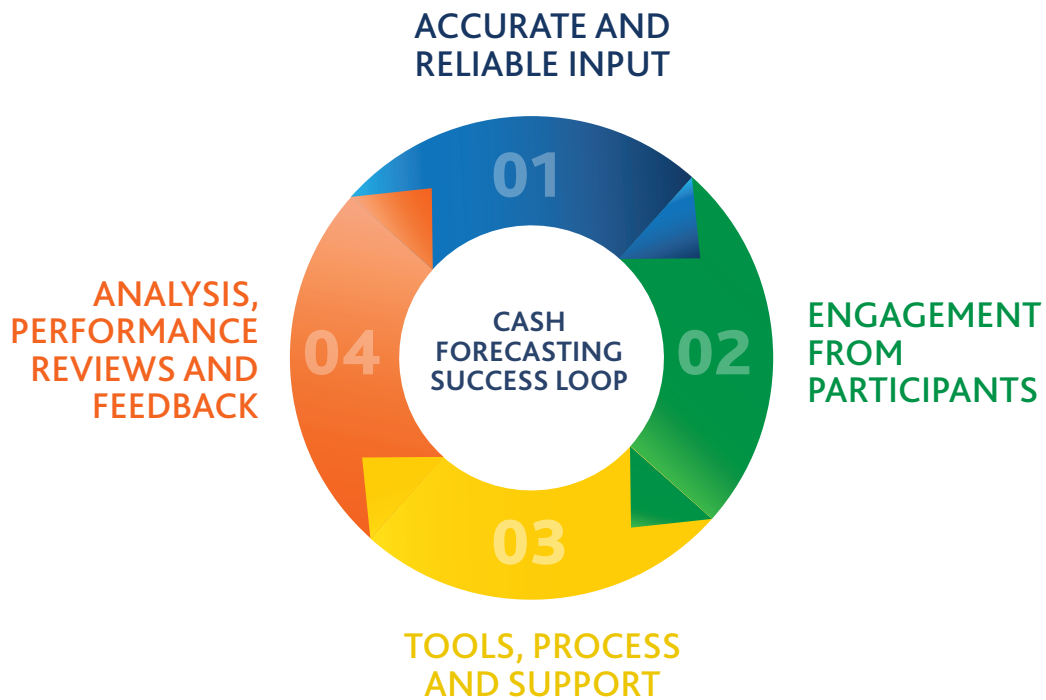 ACCURATE AND
RELIABLE INPUT
01
ENGAGEMENT
FROM
PARTICIPANTS
02
TOOLS, PROCESS
AND SUPPORT
03
ANALYSIS,
PERFORMANCE
REVIEWS AND
FEEDBACK
04
CASH
FORECASTING
SUCCESS LOOP